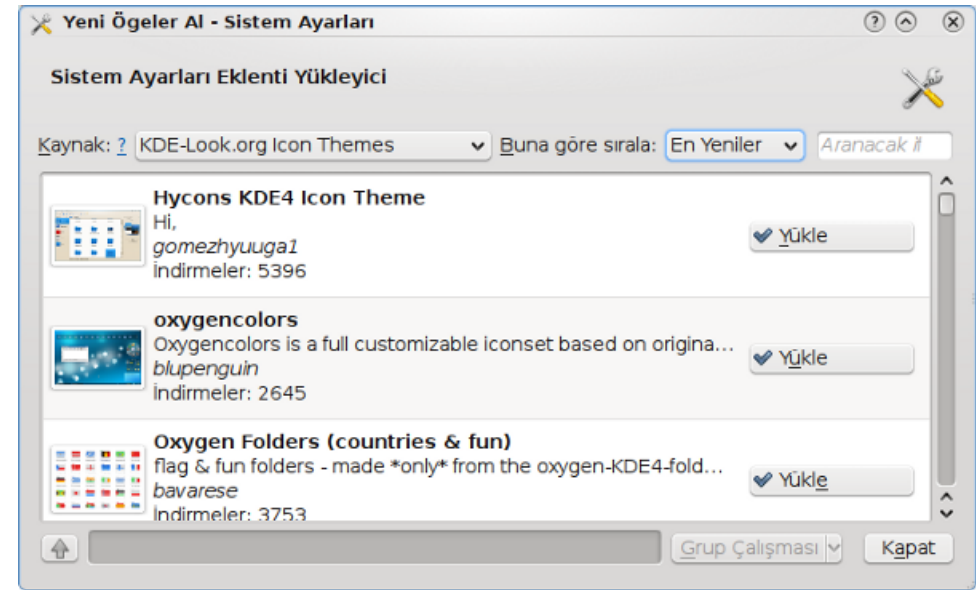 Yeni Ögeler Al - Sistem Ayarları
Sistem Ayarları Eklenti Yükleyici
Kaynak: ? KDE-Look.org Icon Themes Buna göre sırala: En Yeniler Aranacak
Hycons KDE4 Icon Theme
Hi,
gomezhyuuga1
İndirmeler: 5396
Yükle
oxygencolors
Oxygencolors is a full customizable iconset based on origina...
blupenguin
İndirmeler: 2645
Yükle
Oxygen Folders (countries & fun)
flag & fun folders - made *only* from the oxygen-KDE4-fold...
bavarese
İndirmeler: 3753
Yükle
Grup Çalışması Kapat